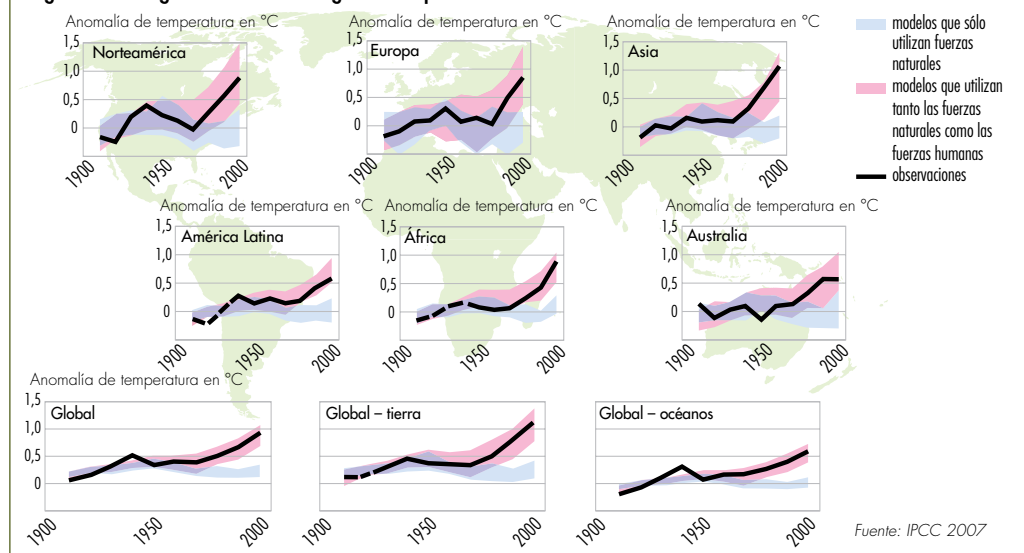 Anomalía de temperatura en °C
1,5
1,0
0,5
0
Norteamérica
1900
1950
2000
Anomalía de temperatura en °C
1,5
1,0
0,5
0
Europa
1900
1950
2000
Anomalía de temperatura en °C
1,5
1,0
0,5
0
Asia
1900
1950
2000
modelos que sólo
utilizan fuerzas
naturales
modelos que utilizan
tanto las fuerzas
naturales como las
fuerzas humanas
observaciones
Anomalía de temperatura en °C
1,5
1,0
0,5
0
América Latina
1900
1950
2000
Anomalía de temperatura en °C
1,5
1,0
0,5
0
África
1900
1950
2000
Anomalía de temperatura en °C
1,5
1,0
0,5
0
Australia
1900
1950
2000
Anomalía de temperatura en °C
1,5
1,0
0,5
0
Global
1900
1950
2000
Global – tierra
1900
1950
2000
Global – océanos
1900
1950
2000
Fuente: IPCC 2007